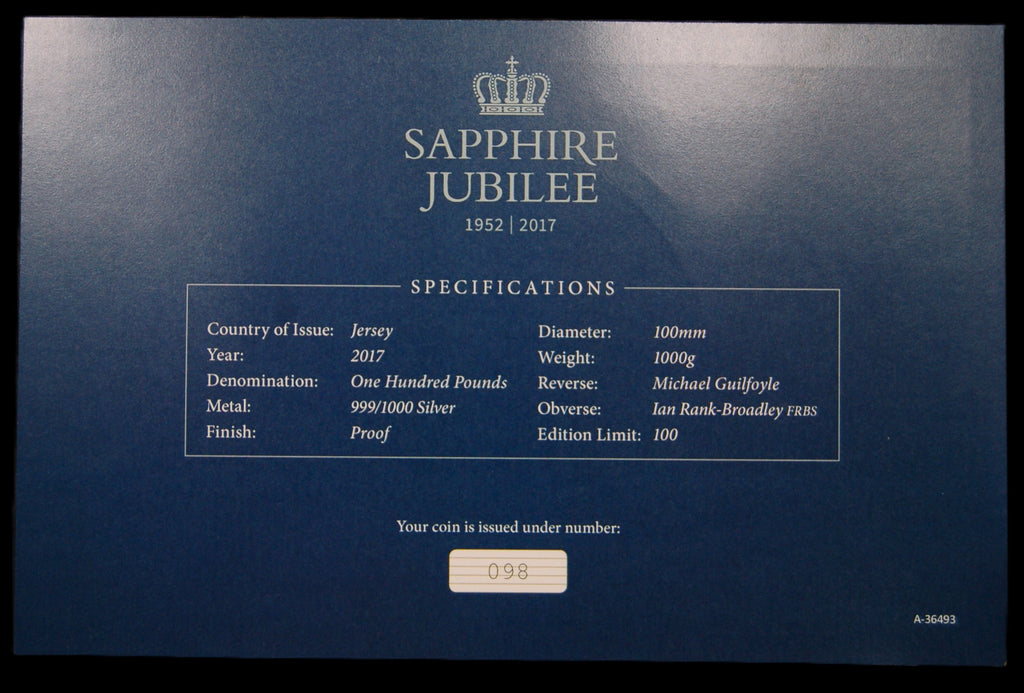 SAPPHIRE
JUBILEE
1952 | 2017
SPECIFICATIONS
Country of Issue: Jersey
Year: 2017
Denomination: One Hundred Pounds
Metal: 999/1000 Silver
Finish: Proof
Diameter: 100mm
Weight: 1000g
Reverse: Michael Guilfoyle
Obverse: Ian Rank-Broadley FRBS
Edition Limit: 100
Your coin is issued under number:
098
A-36493